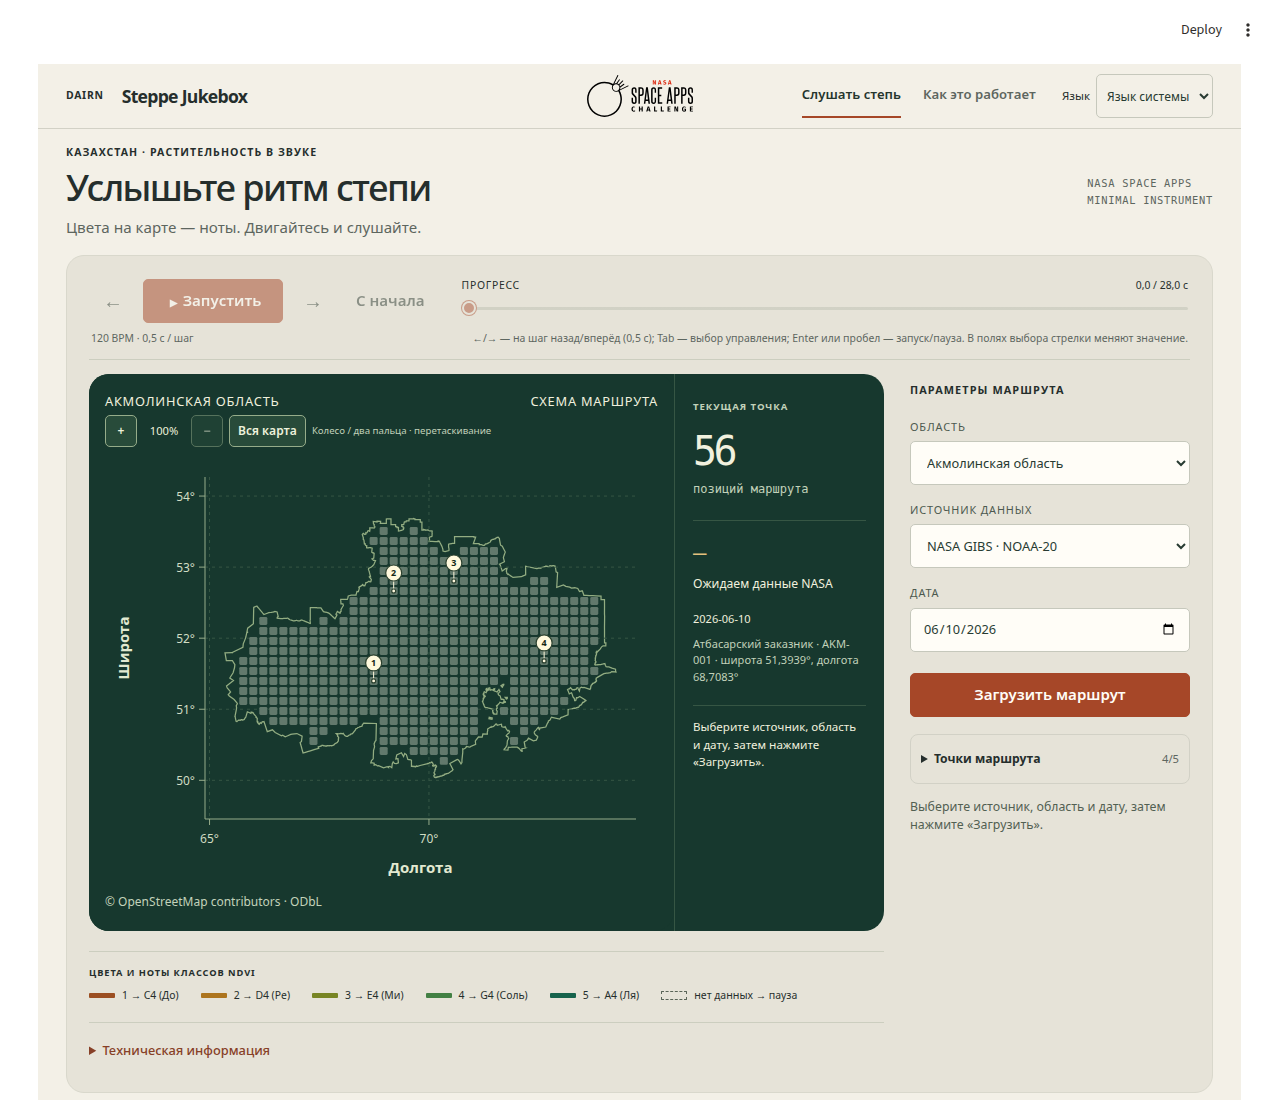 Deploy
DAIRN
Steppe Jukebox
NASA
SPACE APPS
CHALLENGE
Слушать степь
Как это работает
Язык
Язык системы
КАЗАХСТАН · РАСТИТЕЛЬНОСТЬ В ЗВУКЕ
Услышьте ритм степи
Цвета на карте — ноты. Двигайтесь и слушайте.
NASA SPACE APPS
MINIMAL INSTRUMENT
←
▶ Запустить
→
С начала
ПРОГРЕСС
0,0 / 28,0 с
120 BPM · 0,5 с / шаг
←/→ — на шаг назад/вперёд (0,5 с); Tab — выбор управления; Enter или пробел — запуск/пауза. В полях выбора стрелки меняют значение.
АКМОЛИНСКАЯ ОБЛАСТЬ
СХЕМА МАРШРУТА
+
100%
−
Вся карта
Колесо / два пальца · перетаскивание
54°
53°
52°
51°
50°
65°
70°
Широта
Долгота
1
2
3
4
© OpenStreetMap contributors · ODbL
ТЕКУЩАЯ ТОЧКА
56
позиций маршрута
—
Ожидаем данные NASA
2026-06-10
Атбасарский заказник · AKM-
001 · широта 51,3939°, долгота
68,7083°
Выберите источник, область
и дату, затем нажмите
«Загрузить».
ПАРАМЕТРЫ МАРШРУТА
ОБЛАСТЬ
Акмолинская область
ИСТОЧНИК ДАННЫХ
NASA GIBS · NOAA-20
ДАТА
06/10/2026
Загрузить маршрут
▶ Точки маршрута
4/5
Выберите источник, область и дату, затем
нажмите «Загрузить».
ЦВЕТА И НОТЫ КЛАССОВ NDVI
1 → C4 (До)
2 → D4 (Ре)
3 → E4 (Ми)
4 → G4 (Соль)
5 → A4 (Ля)
нет данных → пауза
▶ Техническая информация